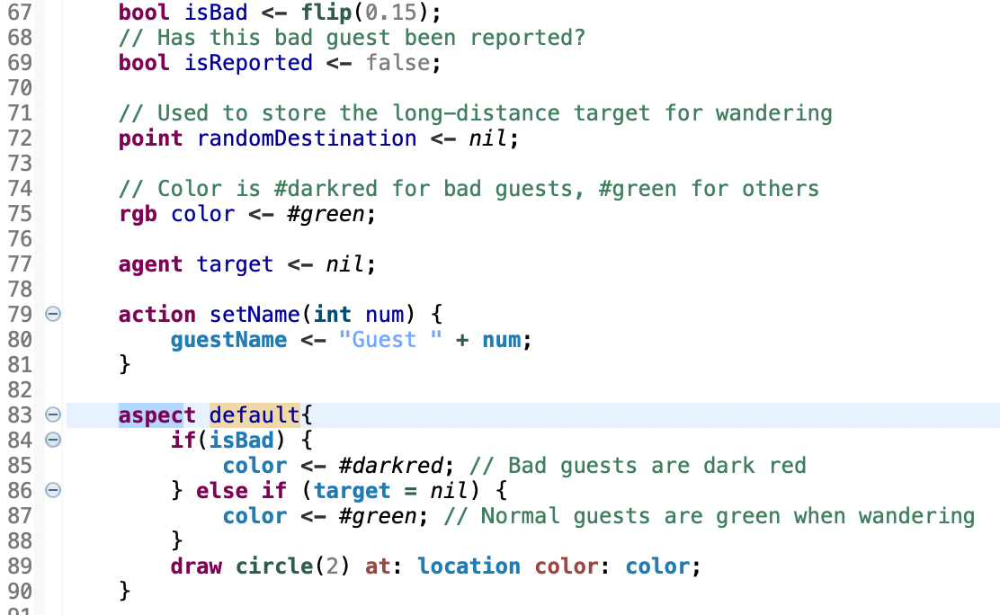 67 bool isBad <- flip(0.15);
68 // Has this bad guest been reported?
69 bool isReported <- false;
70
71 // Used to store the long-distance target for wandering
72 point randomDestination <- nil;
73
74 // Color is #darkred for bad guests, #green for others
75 rgb color <- #green;
76
77 agent target <- nil;
78
79 action setName(int num) {
80 guestName <- "Guest " + num;
81 }
82
83 aspect default{
84 if(isBad) {
85 color <- #darkred; // Bad guests are dark red
86 } else if (target = nil) {
87 color <- #green; // Normal guests are green when wandering
88 }
89 draw circle(2) at: location color: color;
90 }
91